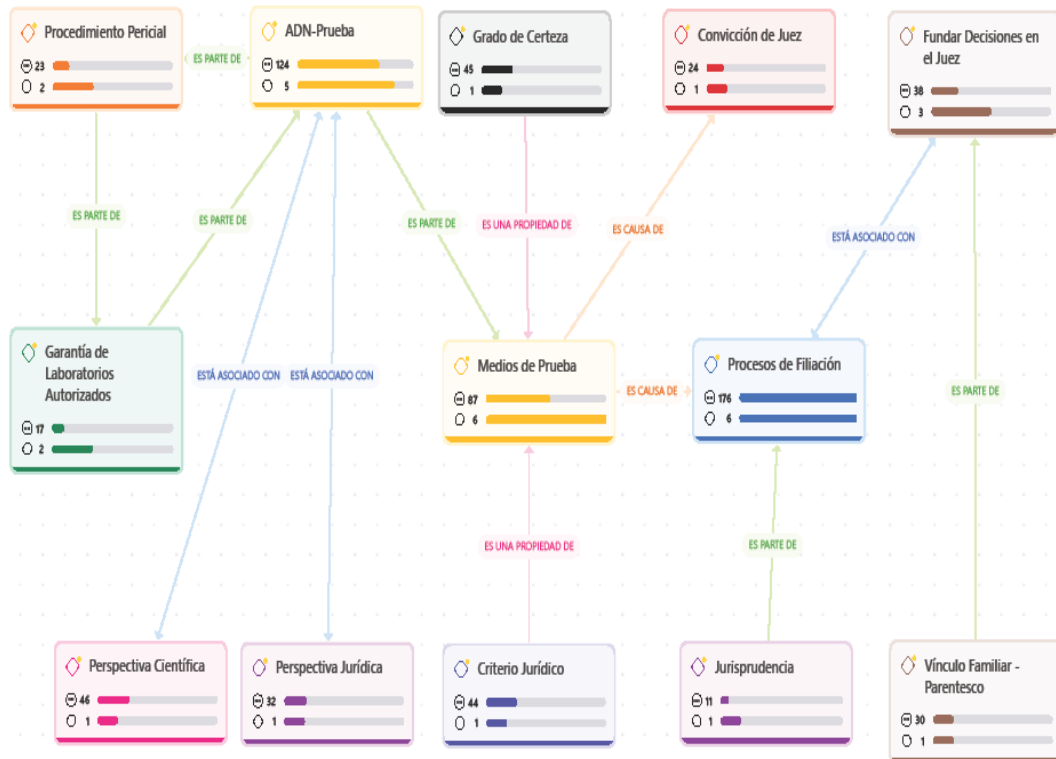 Procedimiento Pericial
23
2
ES PARTE DE
ADN-Prueba
124
5
Grado de Certeza
45
1
Convicción de Juez
24
1
Fundar Decisiones en
el Juez
38
3
ES PARTE DE
ES PARTE DE
ES PARTE DE
ES UNA PROPIEDAD DE
ES CAUSA DE
ESTÁ ASOCIADO CON
Garantía de
Laboratorios
Autorizados
17
2
ESTÁ ASOCIADO CON
ESTÁ ASOCIADO CON
Medios de Prueba
87
6
ES CAUSA DE
Procesos de Filiación
176
6
ES PARTE DE
ES UNA PROPIEDAD DE
ES PARTE DE
Perspectiva Científica
46
1
Perspectiva Jurídica
32
1
Criterio Jurídico
44
1
Jurisprudencia
11
1
Vínculo Familiar -
Parentesco
30
1